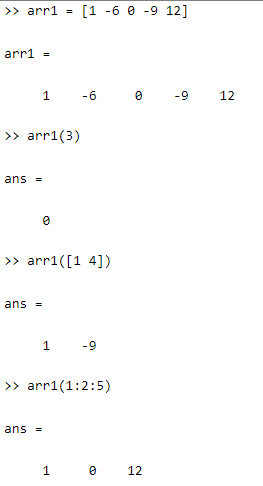 >> arr1 = [1 -6 0 -9 12]
arr1 =
1 -6 0 -9 12
>> arr1(3)
ans =
0
>> arr1([1 4])
ans =
1 -9
>> arr1(1:2:5)
ans =
1 0 12